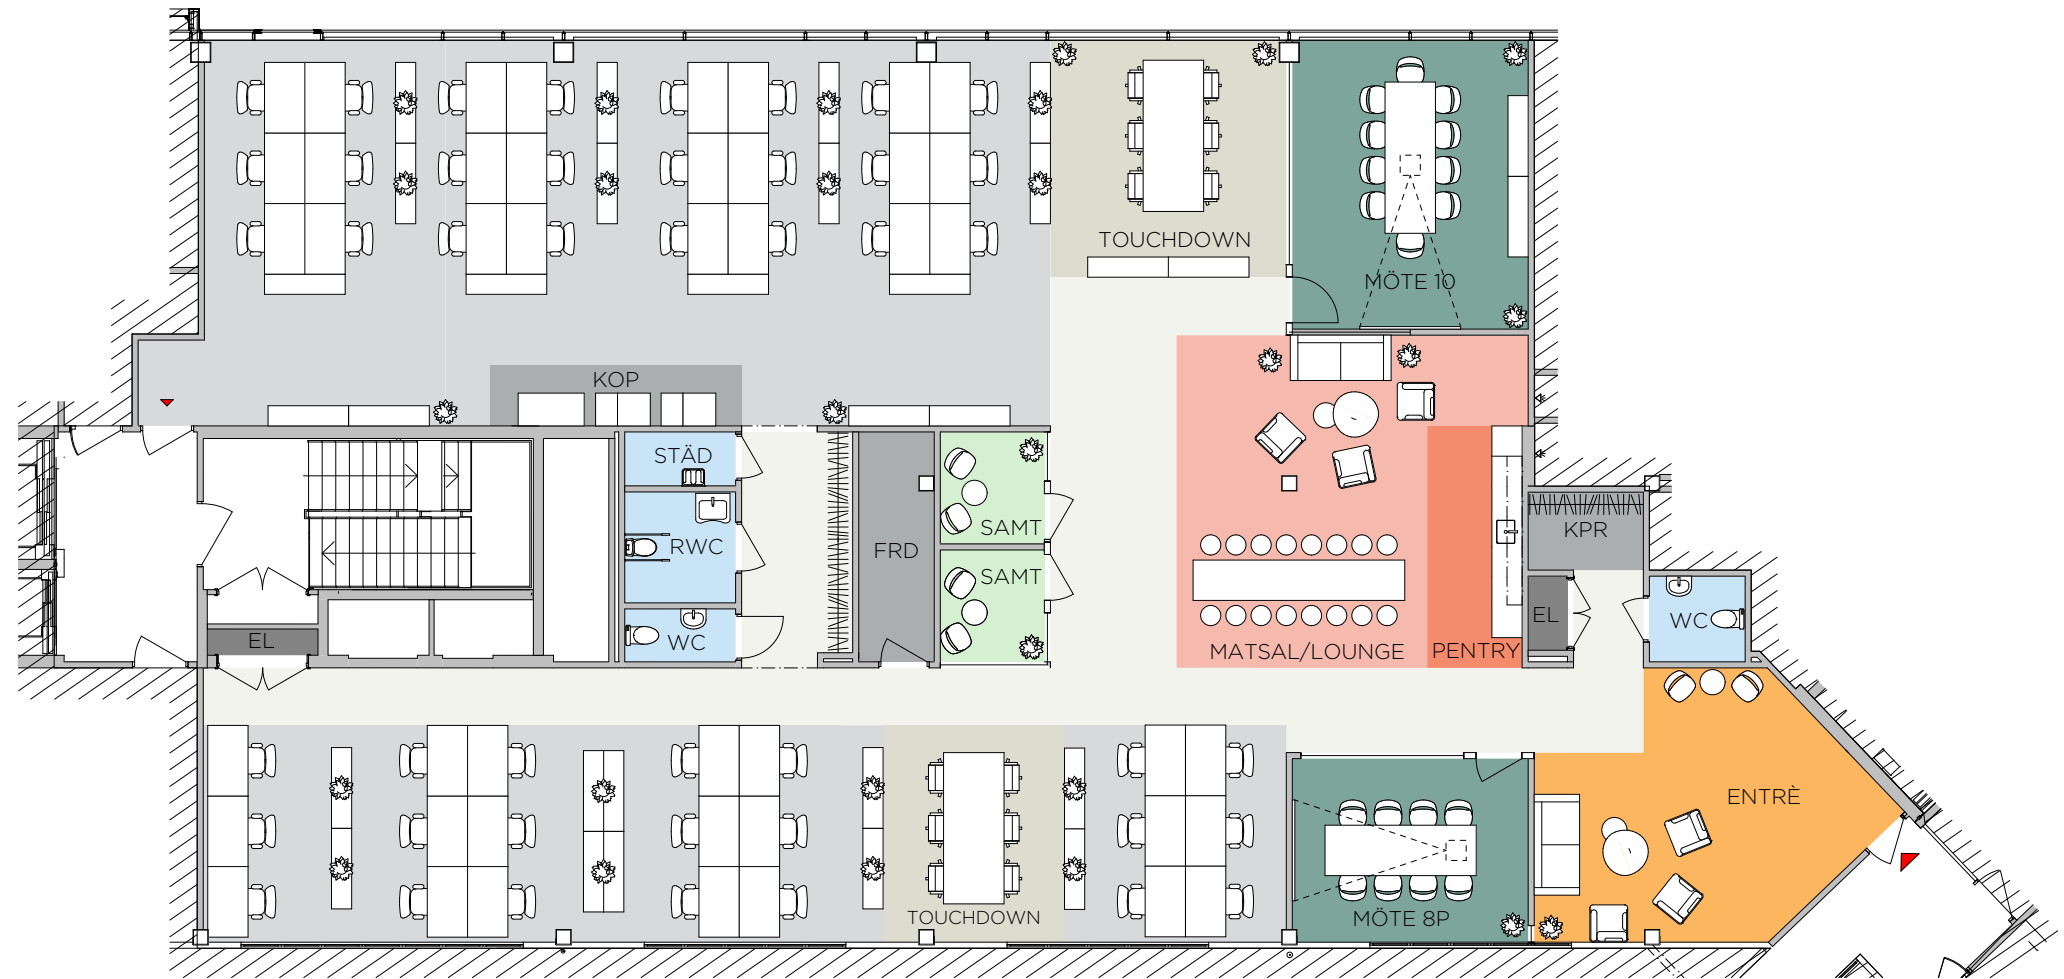 TOUCHDOWN
MÖTE 10
KOP
STÄD
SAMT
RWC
FRD
KPR
SAMT
EL
WC
EL
WC
MATSAL/LOUNGE
PENTRY
ENTRÈ
TOUCHDOWN
MÖTE 8P